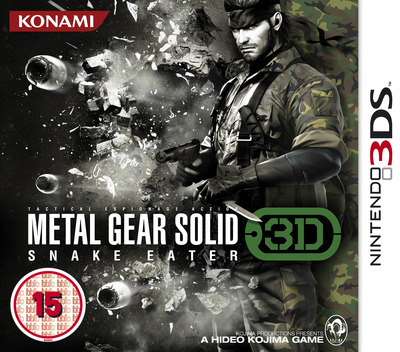 KONAMI
NINTENDO 3DS
TACTICAL ESPIONAGE ACTION
METAL GEAR SOLID
SNAKE EATER
3D
15
KOJIMA PRODUCTIONS PRESENTS
A HIDEO KOJIMA GAME